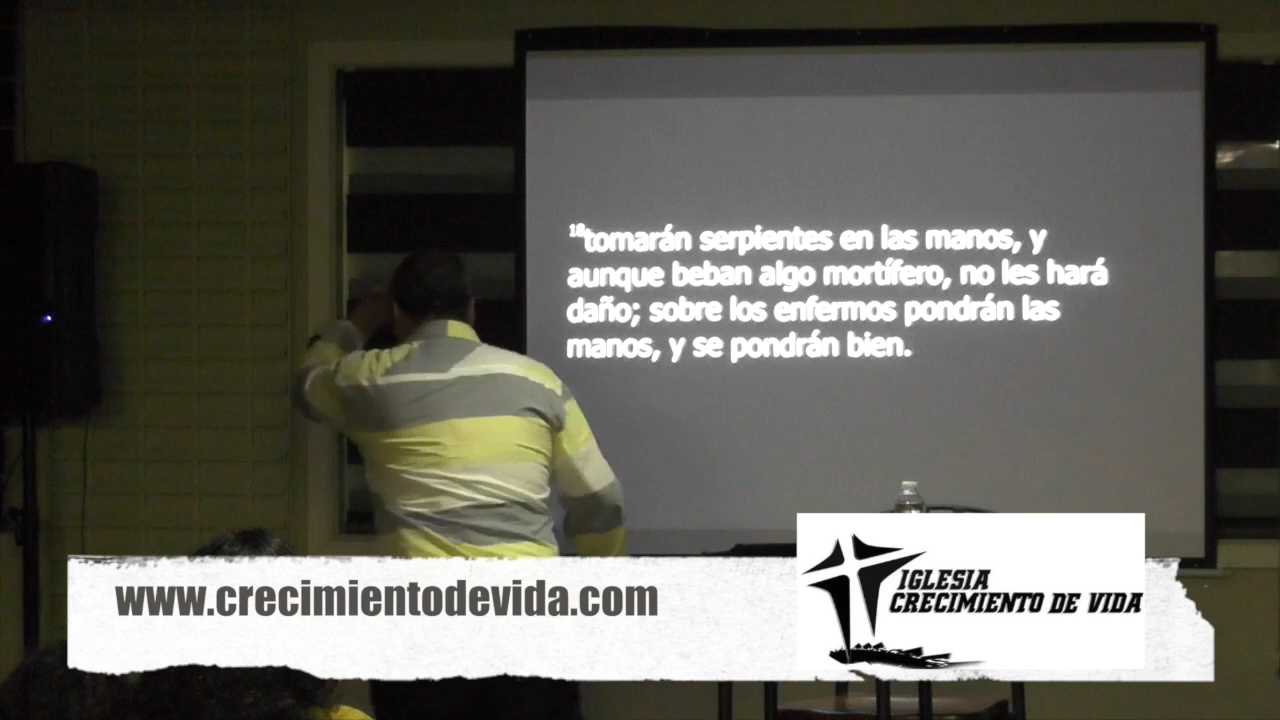 ¹⁸tomarán serpientes en las manos, y
aunque beban algo mortífero, no les hará
daño; sobre los enfermos pondrán las
manos, y se pondrán bien.
www.crecimientodevida.com
IGLESIA
CRECIMIENTO DE VIDA